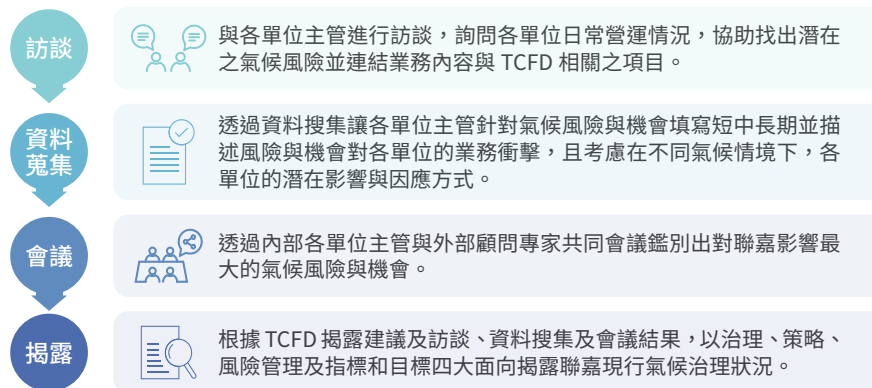 訪談
與各單位主管進行訪談，詢問各單位日常營運情況，協助找出潛在
之氣候風險並連結業務內容與 TCFD 相關之項目。
資料
蒐集
透過資料搜集讓各單位主管針對氣候風險與機會填寫短中長期並描
述風險與機會對各單位的業務衝擊，且考慮在不同氣候情境下，各
單位的潛在影響與因應方式。
會議
透過內部各單位主管與外部顧問專家共同會議鑑別出對聯嘉影響最
大的氣候風險與機會。
揭露
根據 TCFD 揭露建議及訪談、資料搜集及會議結果，以治理、策略、
風險管理及指標和目標四大面向揭露聯嘉現行氣候治理狀況。